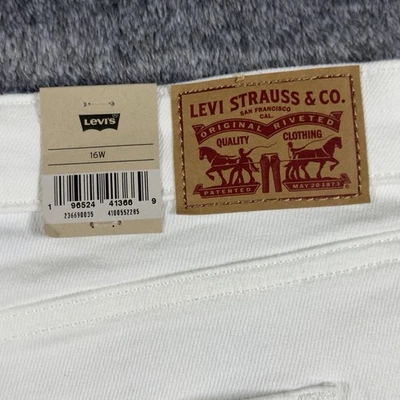 Levi's
16W
1 96524 41366 9
236690035 4100552285
LEVI STRAUSS & CO.
SAN FRANCISCO
CAL.
ORIGINAL RIVETED
QUALITY CLOTHING
PATENTED MAY 20 1873